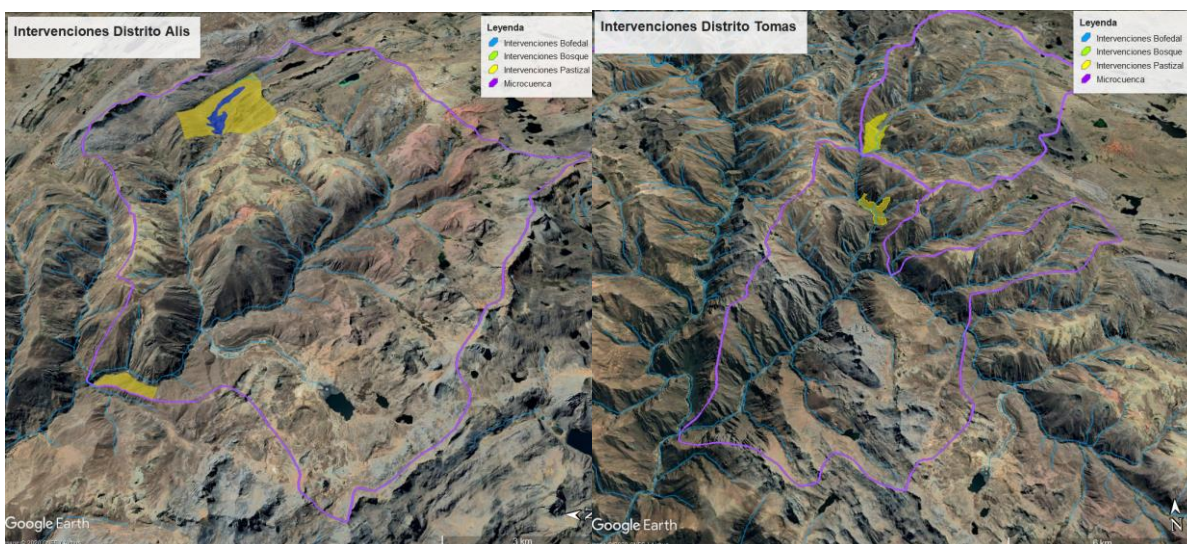 Intervenciones Distrito Alis
Leyenda
Intervenciones Bofedal
Intervenciones Bosque
Intervenciones Pastizal
Microcuenca
Google Earth
Intervenciones Distrito Tomas
Leyenda
Intervenciones Bofedal
Intervenciones Bosque
Intervenciones Pastizal
Microcuenca
Google Earth
N